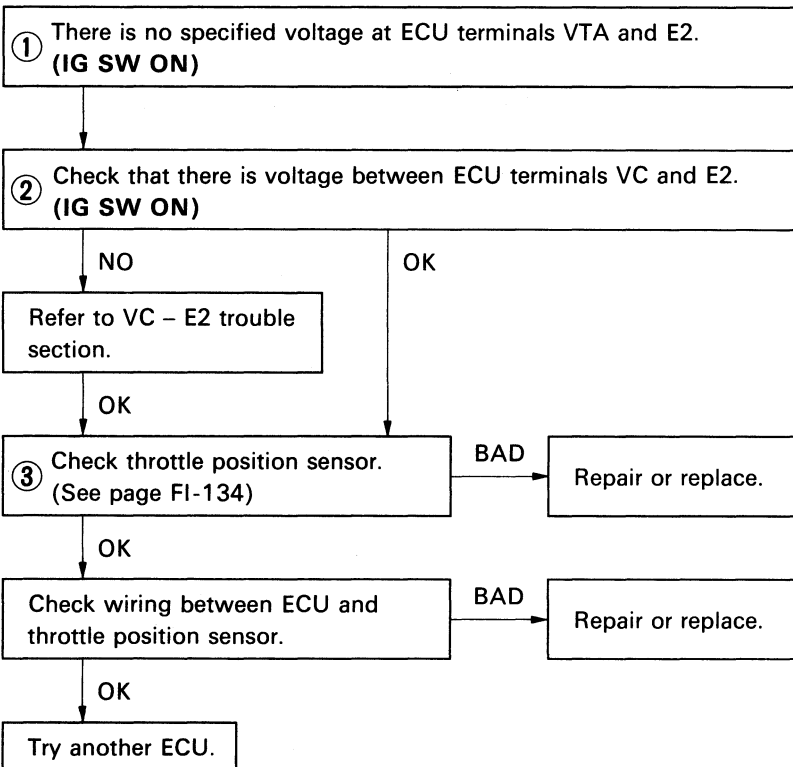 ① There is no specified voltage at ECU terminals VTA and E2.
(IG SW ON)
② Check that there is voltage between ECU terminals VC and E2.
(IG SW ON)
NO
OK
Refer to VC – E2 trouble
section.
OK
③ Check throttle position sensor.
(See page FI-134)
BAD
Repair or replace.
OK
Check wiring between ECU and
throttle position sensor.
BAD
Repair or replace.
OK
Try another ECU.